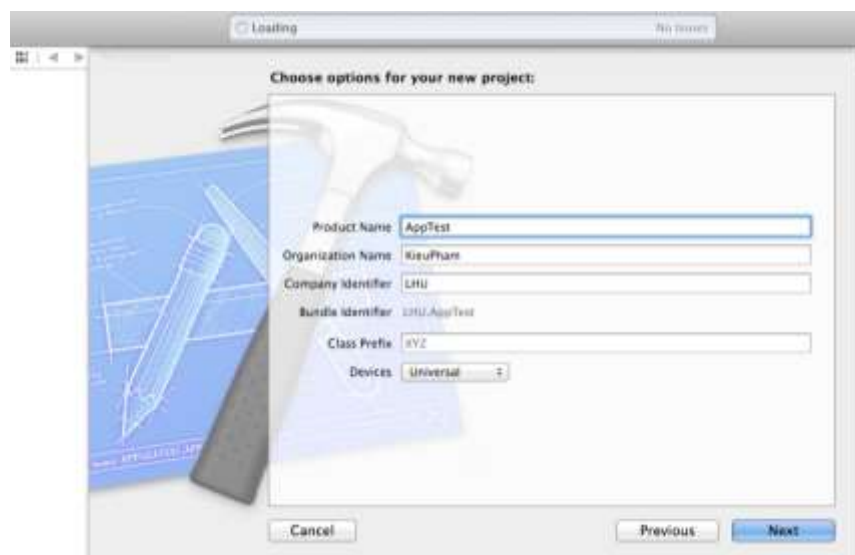 Loading
No Issues
Choose options for your new project:
Product Name AppTest
Organization Name KieuPham
Company Identifier LHU
Bundle Identifier LHU.AppTest
Class Prefix XYZ
Devices Universal
Cancel
Previous
Next